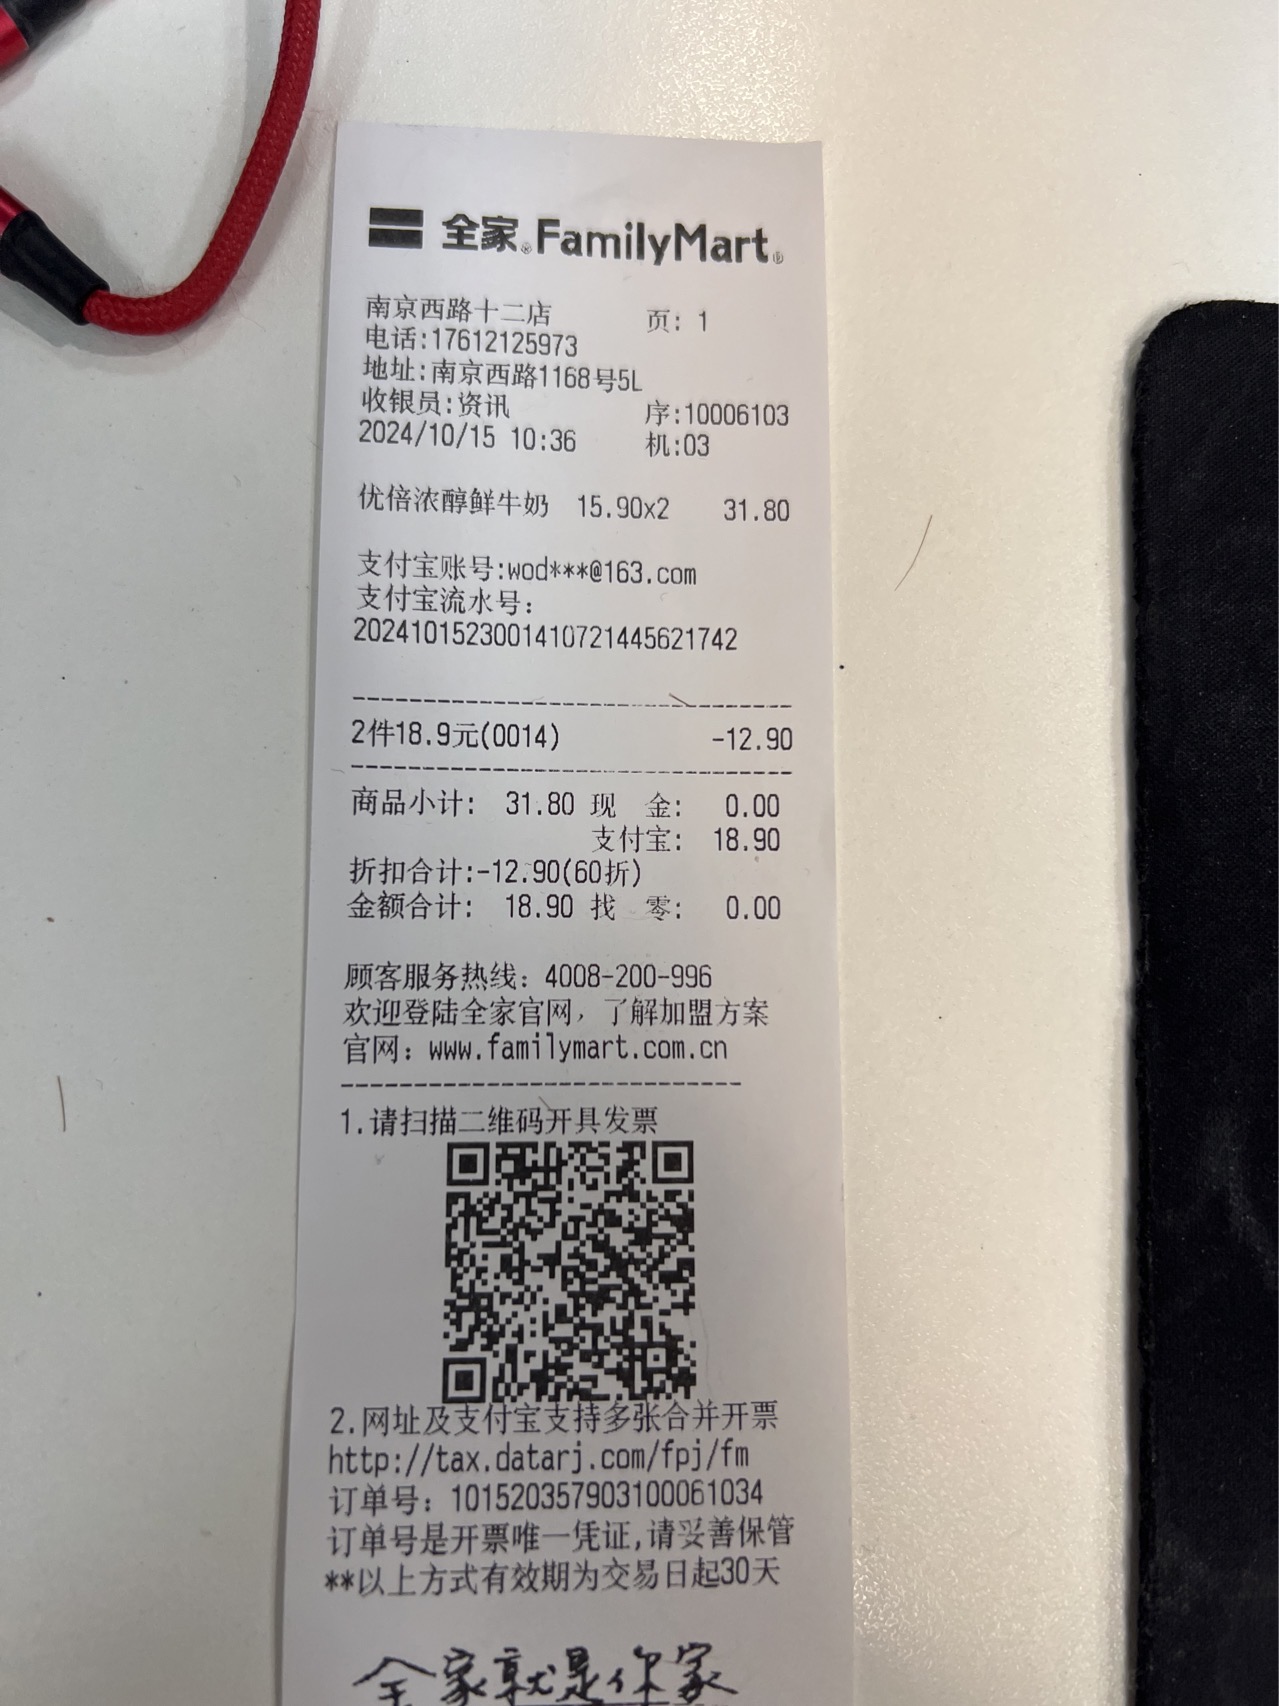 全家® FamilyMart®
南京西路十二店 页: 1
电话:17612125973
地址:南京西路1168号5L
收银员:资讯 序:10006103
2024/10/15 10:36 机:03
优倍浓醇鲜牛奶 15.90x2 31.80
支付宝账号:wod***@163.com
支付宝流水号:
2024101523001410721445621742
--------------------------------
2件18.9元(0014) -12.90
--------------------------------
商品小计: 31.80 现 金: 0.00
支付宝: 18.90
折扣合计:-12.90(60折)
金额合计: 18.90 找 零: 0.00
顾客服务热线: 4008-200-996
欢迎登陆全家官网, 了解加盟方案
官网: www.familymart.com.cn
----------------------------
1.请扫描二维码开具发票
2.网址及支付宝支持多张合并开票
http://tax.datarj.com/fpj/fm
订单号: 101520357903100061034
订单号是开票唯一凭证,请妥善保管
**以上方式有效期为交易日起30天
全家就是你家